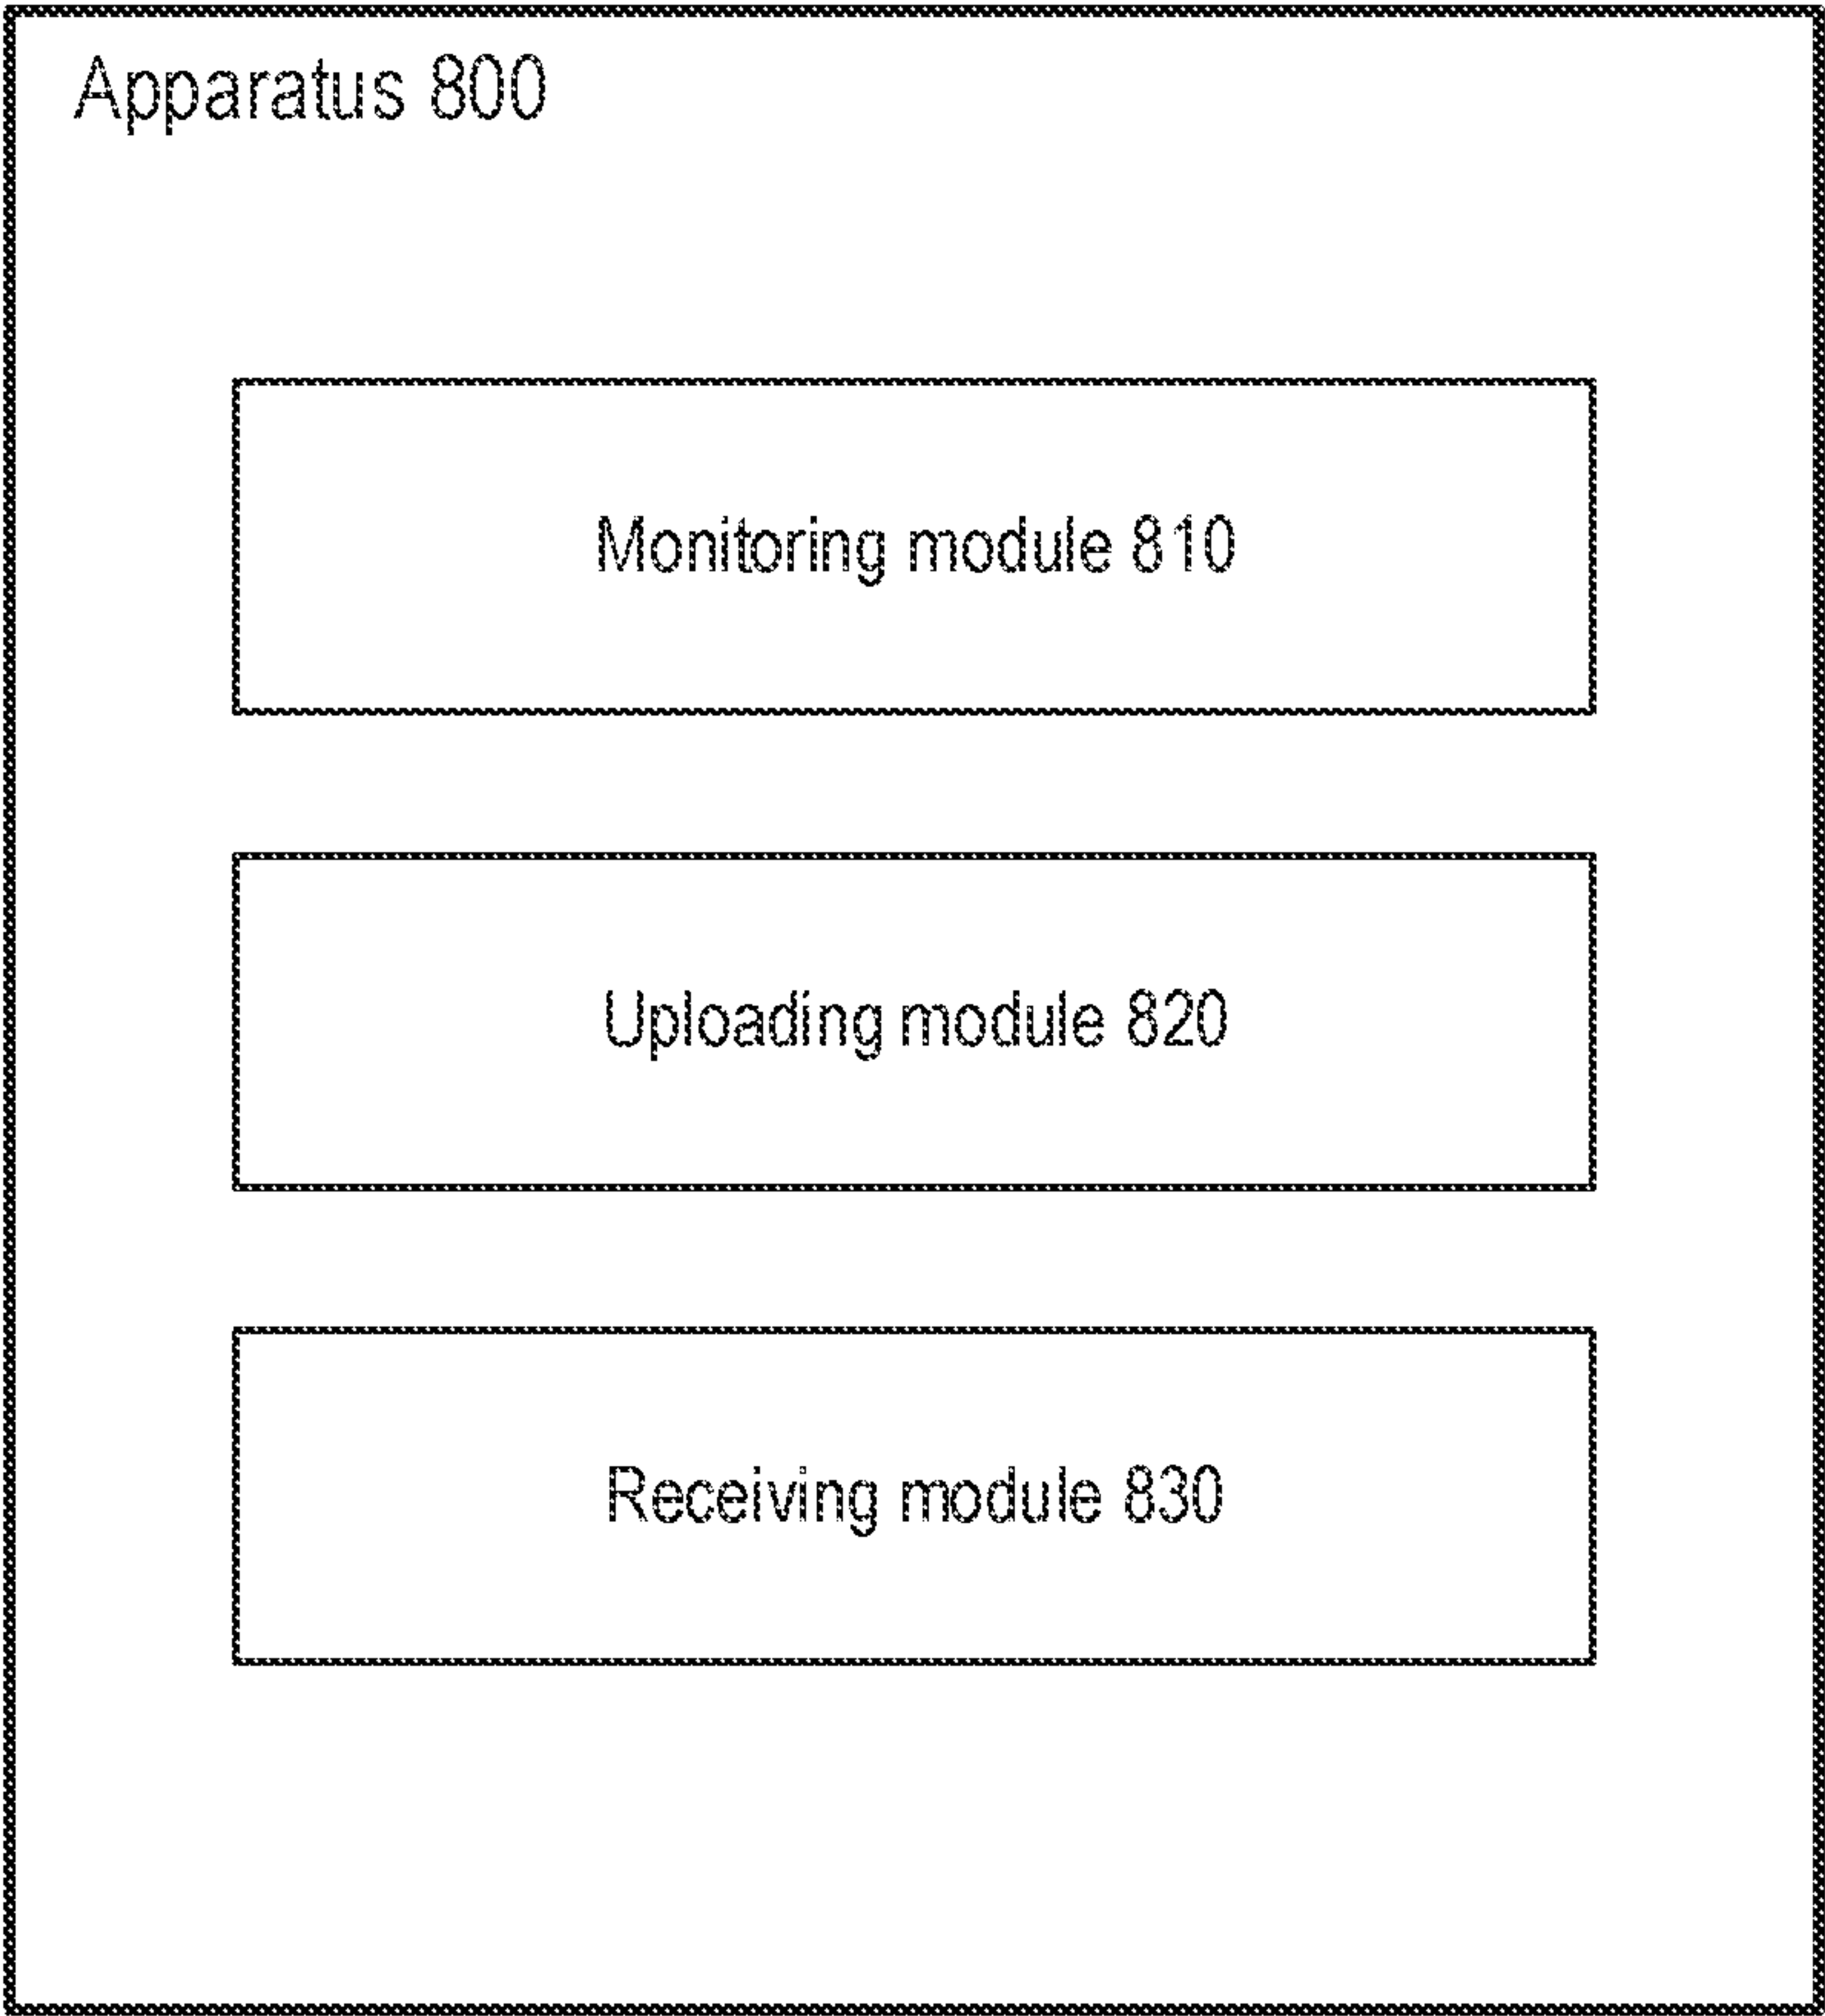 Apparatus 800
Monitoring module 810
Uploading module 820
Receiving module 830